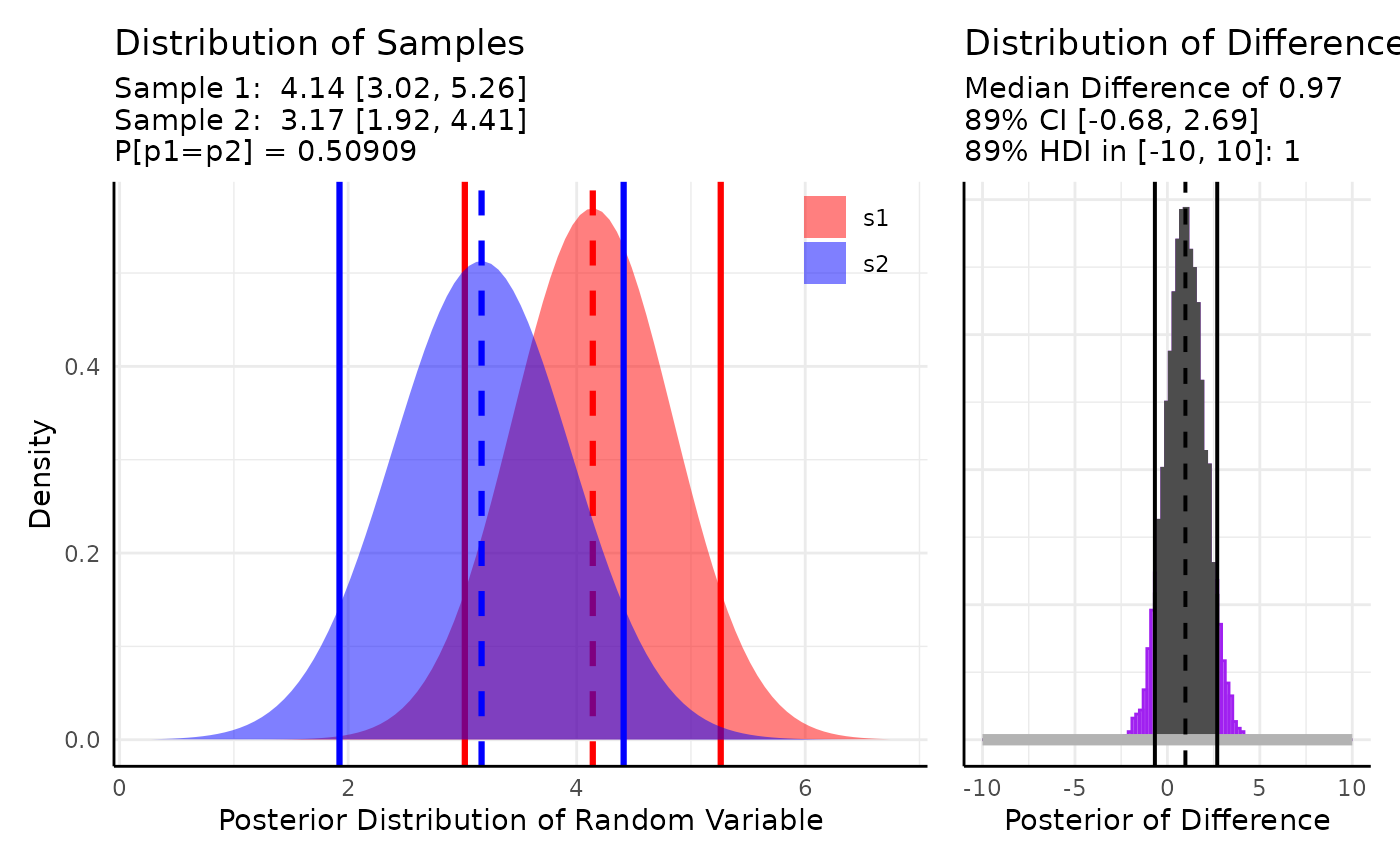 Distribution of Samples
Sample 1:  4.14 [3.02, 5.26]
Sample 2:  3.17 [1.92, 4.41]
P[p1=p2] = 0.50909
s1
s2
Density
0.4
0.2
0.0
0 2 4 6
Posterior Distribution of Random Variable
Distribution of Difference
Median Difference of 0.97
89% CI [-0.68, 2.69]
89% HDI in [-10, 10]: 1
-10 -5 0 5 10
Posterior of Difference